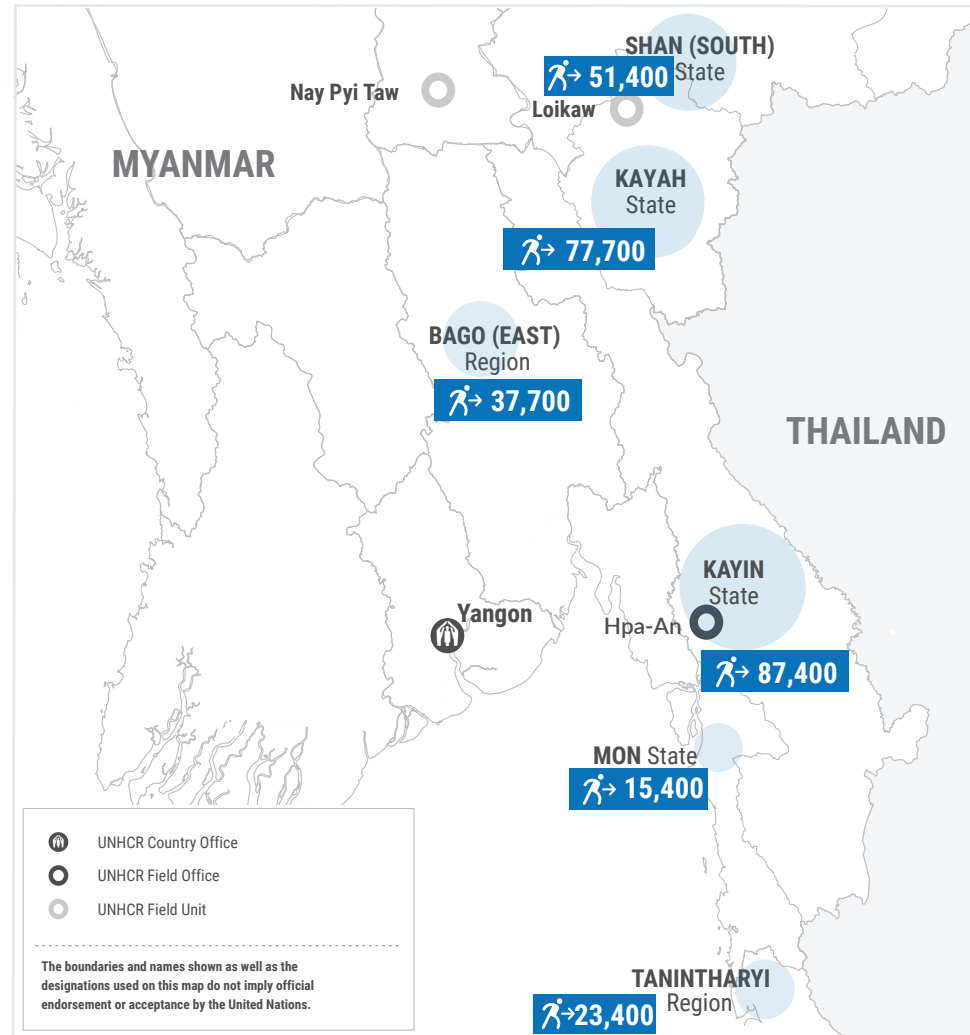 SHAN (SOUTH)
State
51,400
Nay Pyi Taw
Loikaw
MYANMAR
KAYAH
State
77,700
BAGO (EAST)
Region
37,700
THAILAND
KAYIN
State
Yangon
Hpa-An
87,400
MON State
15,400
UNHCR Country Office
UNHCR Field Office
UNHCR Field Unit
The boundaries and names shown as well as the
designations used on this map do not imply official
endorsement or acceptance by the United Nations.
TANINTHARYI
Region
23,400